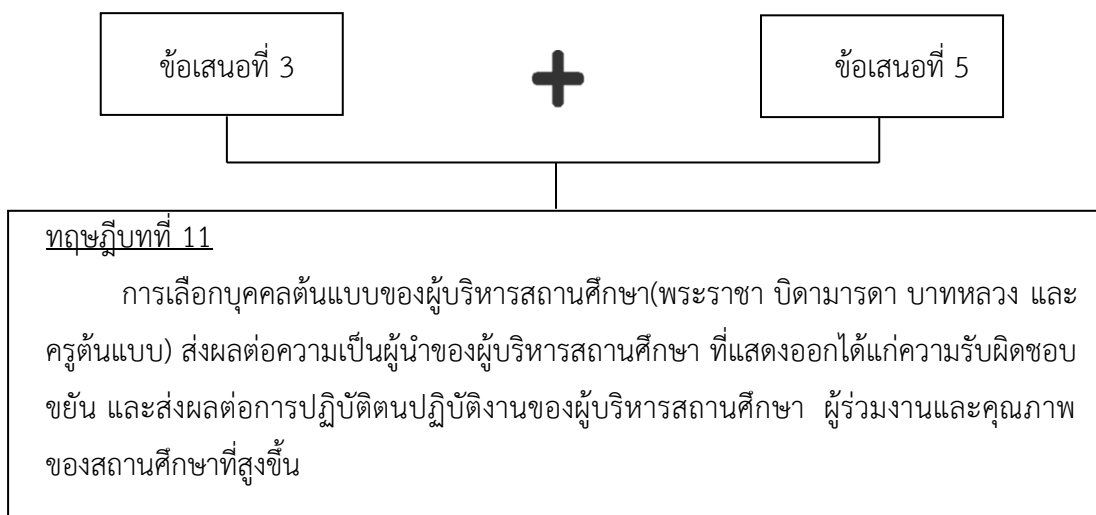 ข้อเสนอที่ 3
ข้อเสนอที่ 5
ทฤษฎีบทที่ 11
การเลือกบุคคลต้นแบบของผู้บริหารสถานศึกษา(พระราชา บิดามารดา บาทหลวง และ
ครูต้นแบบ) ส่งผลต่อความเป็นผู้นำของผู้บริหารสถานศึกษา ที่แสดงออกได้แก่ความรับผิดชอบ
ขยัน และส่งผลต่อการปฏิบัติตนปฏิบัติงานของผู้บริหารสถานศึกษา ผู้ร่วมงานและคุณภาพ
ของสถานศึกษาที่สูงขึ้น